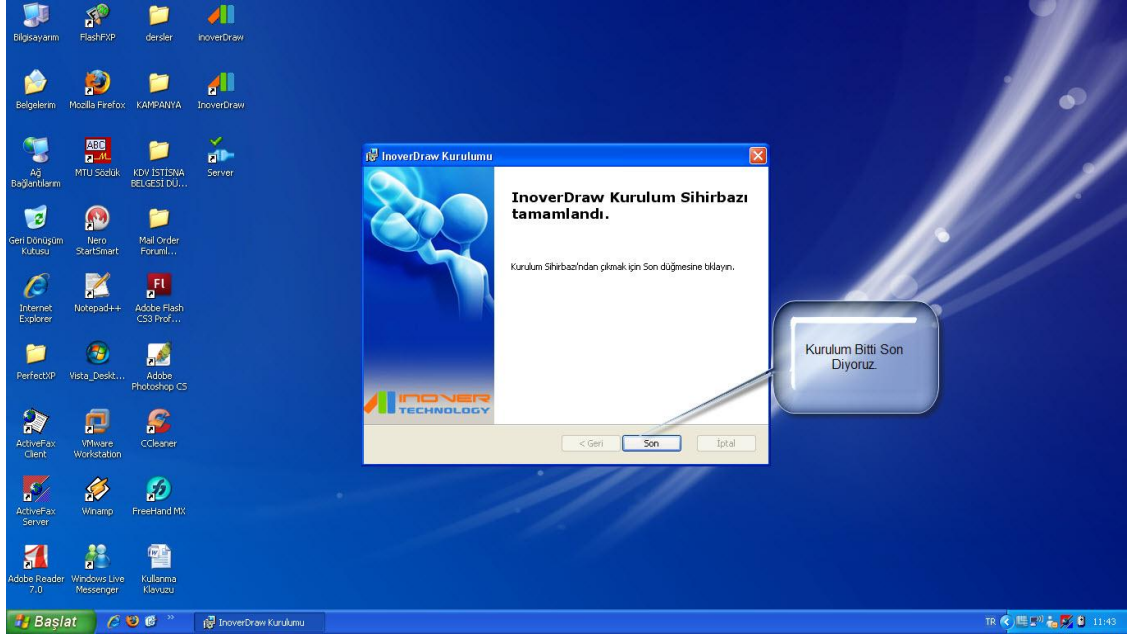 Bilgisayarım
FlashFXP
dersler
inoverDraw
Belgelerim
Mozilla Firefox
KAMPANYA
InoverDraw
Ağ
Bağlantılarım
ABC
MTU Sözlük
KDV İSTİSNA
BELGESİ DÜ...
Server
Geri Dönüşüm
Kutusu
Nero
StartSmart
Mail Order
Foruml...
Internet
Explorer
Notepad++
FL
Adobe Flash
CS3 Prof...
PerfectXP
Vista_Deskt...
Adobe
Photoshop CS
ActiveFax
Client
VMware
Workstation
CCleaner
ActiveFax
Server
Winamp
FreeHand MX
Adobe Reader
7.0
Windows Live
Messenger
Kullanma
Klavuzu
InoverDraw Kurulumu
InoverDraw Kurulum Sihirbazı
tamamlandı.
Kurulum Sihirbazı'ndan çıkmak için Son düğmesine tıklayın.
INOVER
TECHNOLOGY
< Geri
Son
İptal
Kurulum Bitti Son
Diyoruz.
Başlat
InoverDraw Kurulumu
TR
11:43